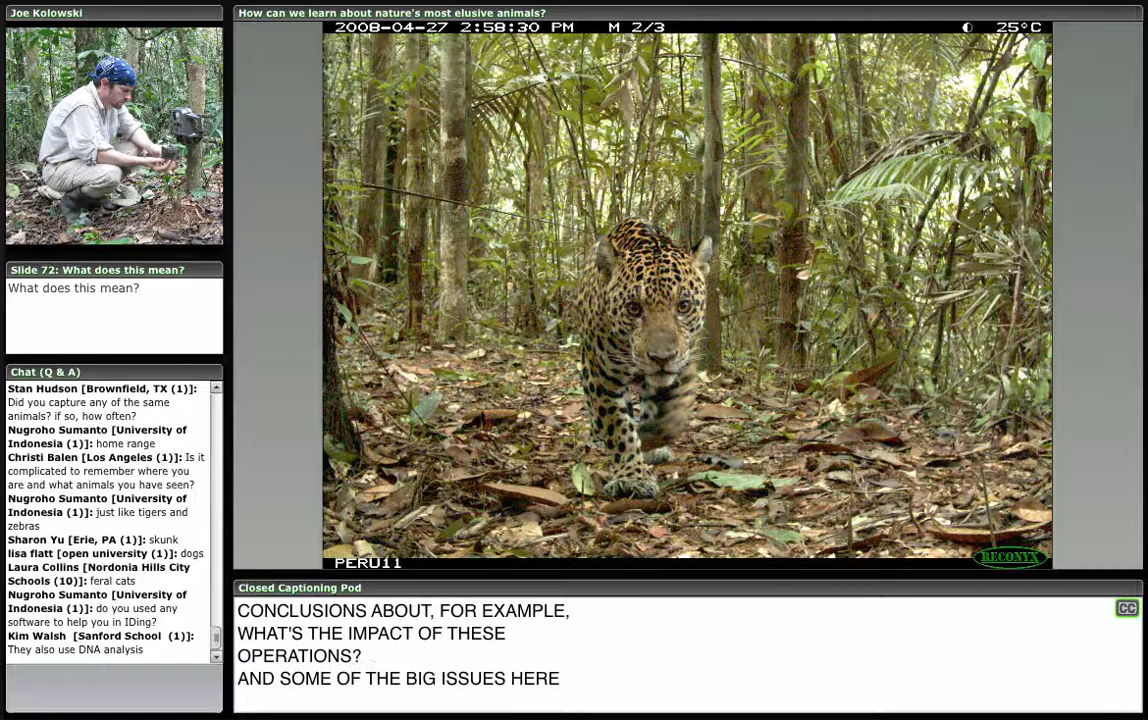 Joe Kolowski
How can we learn about nature's most elusive animals?
2008-04-27 2:58:30 PM M 2/3 25°C
PERU11
RECONYX
Slide 72: What does this mean?
What does this mean?
Chat (Q & A)
Stan Hudson [Brownfield, TX (1)]:
Did you capture any of the same
animals? if so, how often?
Nugroho Sumanto [University of
Indonesia (1)]: home range
Christi Balen [Los Angeles (1)]: Is it
complicated to remember where you
are and what animals you have seen?
Nugroho Sumanto [University of
Indonesia (1)]: just like tigers and
zebras
Sharon Yu [Erie, PA (1)]: skunk
lisa flatt [open university (1)]: dogs
Laura Collins [Nordonia Hills City
Schools (10)]: feral cats
Nugroho Sumanto [University of
Indonesia (1)]: do you used any
software to help you in IDing?
Kim Walsh [Sanford School (1)]:
They also use DNA analysis
Closed Captioning Pod
CC
CONCLUSIONS ABOUT, FOR EXAMPLE,
WHAT'S THE IMPACT OF THESE
OPERATIONS?
AND SOME OF THE BIG ISSUES HERE